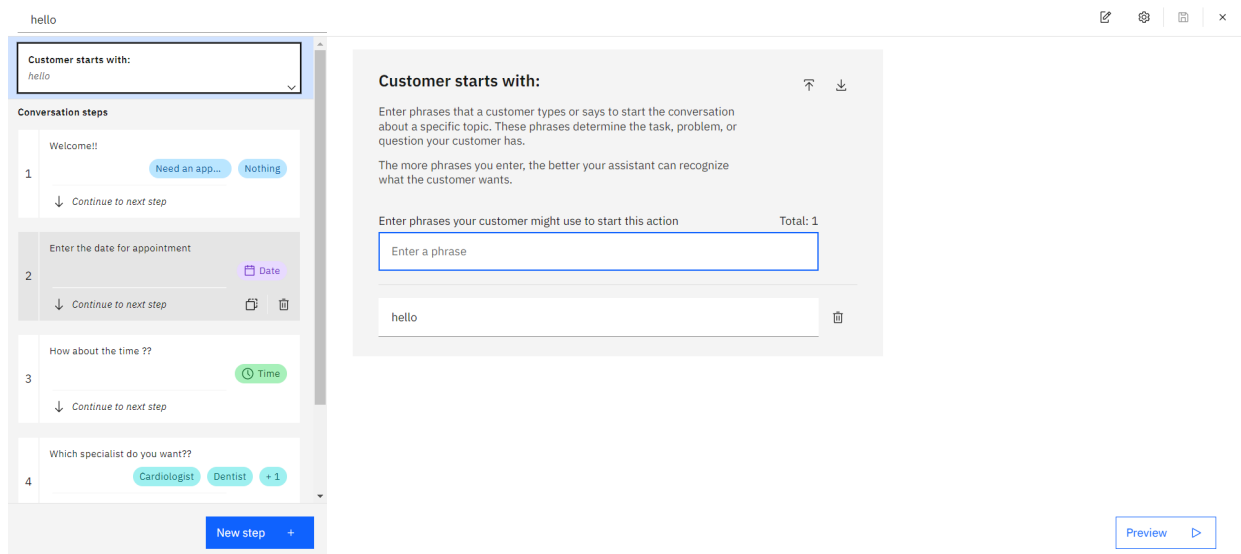 hello
Customer starts with:
hello
Conversation steps
1
Welcome!!
Need an app...
Nothing
Continue to next step
2
Enter the date for appointment
Date
Continue to next step
3
How about the time ??
Time
Continue to next step
4
Which specialist do you want??
Cardiologist
Dentist
+ 1
New step +
Customer starts with:
Enter phrases that a customer types or says to start the conversation
about a specific topic. These phrases determine the task, problem, or
question your customer has.
The more phrases you enter, the better your assistant can recognize
what the customer wants.
Enter phrases your customer might use to start this action
Total: 1
Enter a phrase
hello
Preview